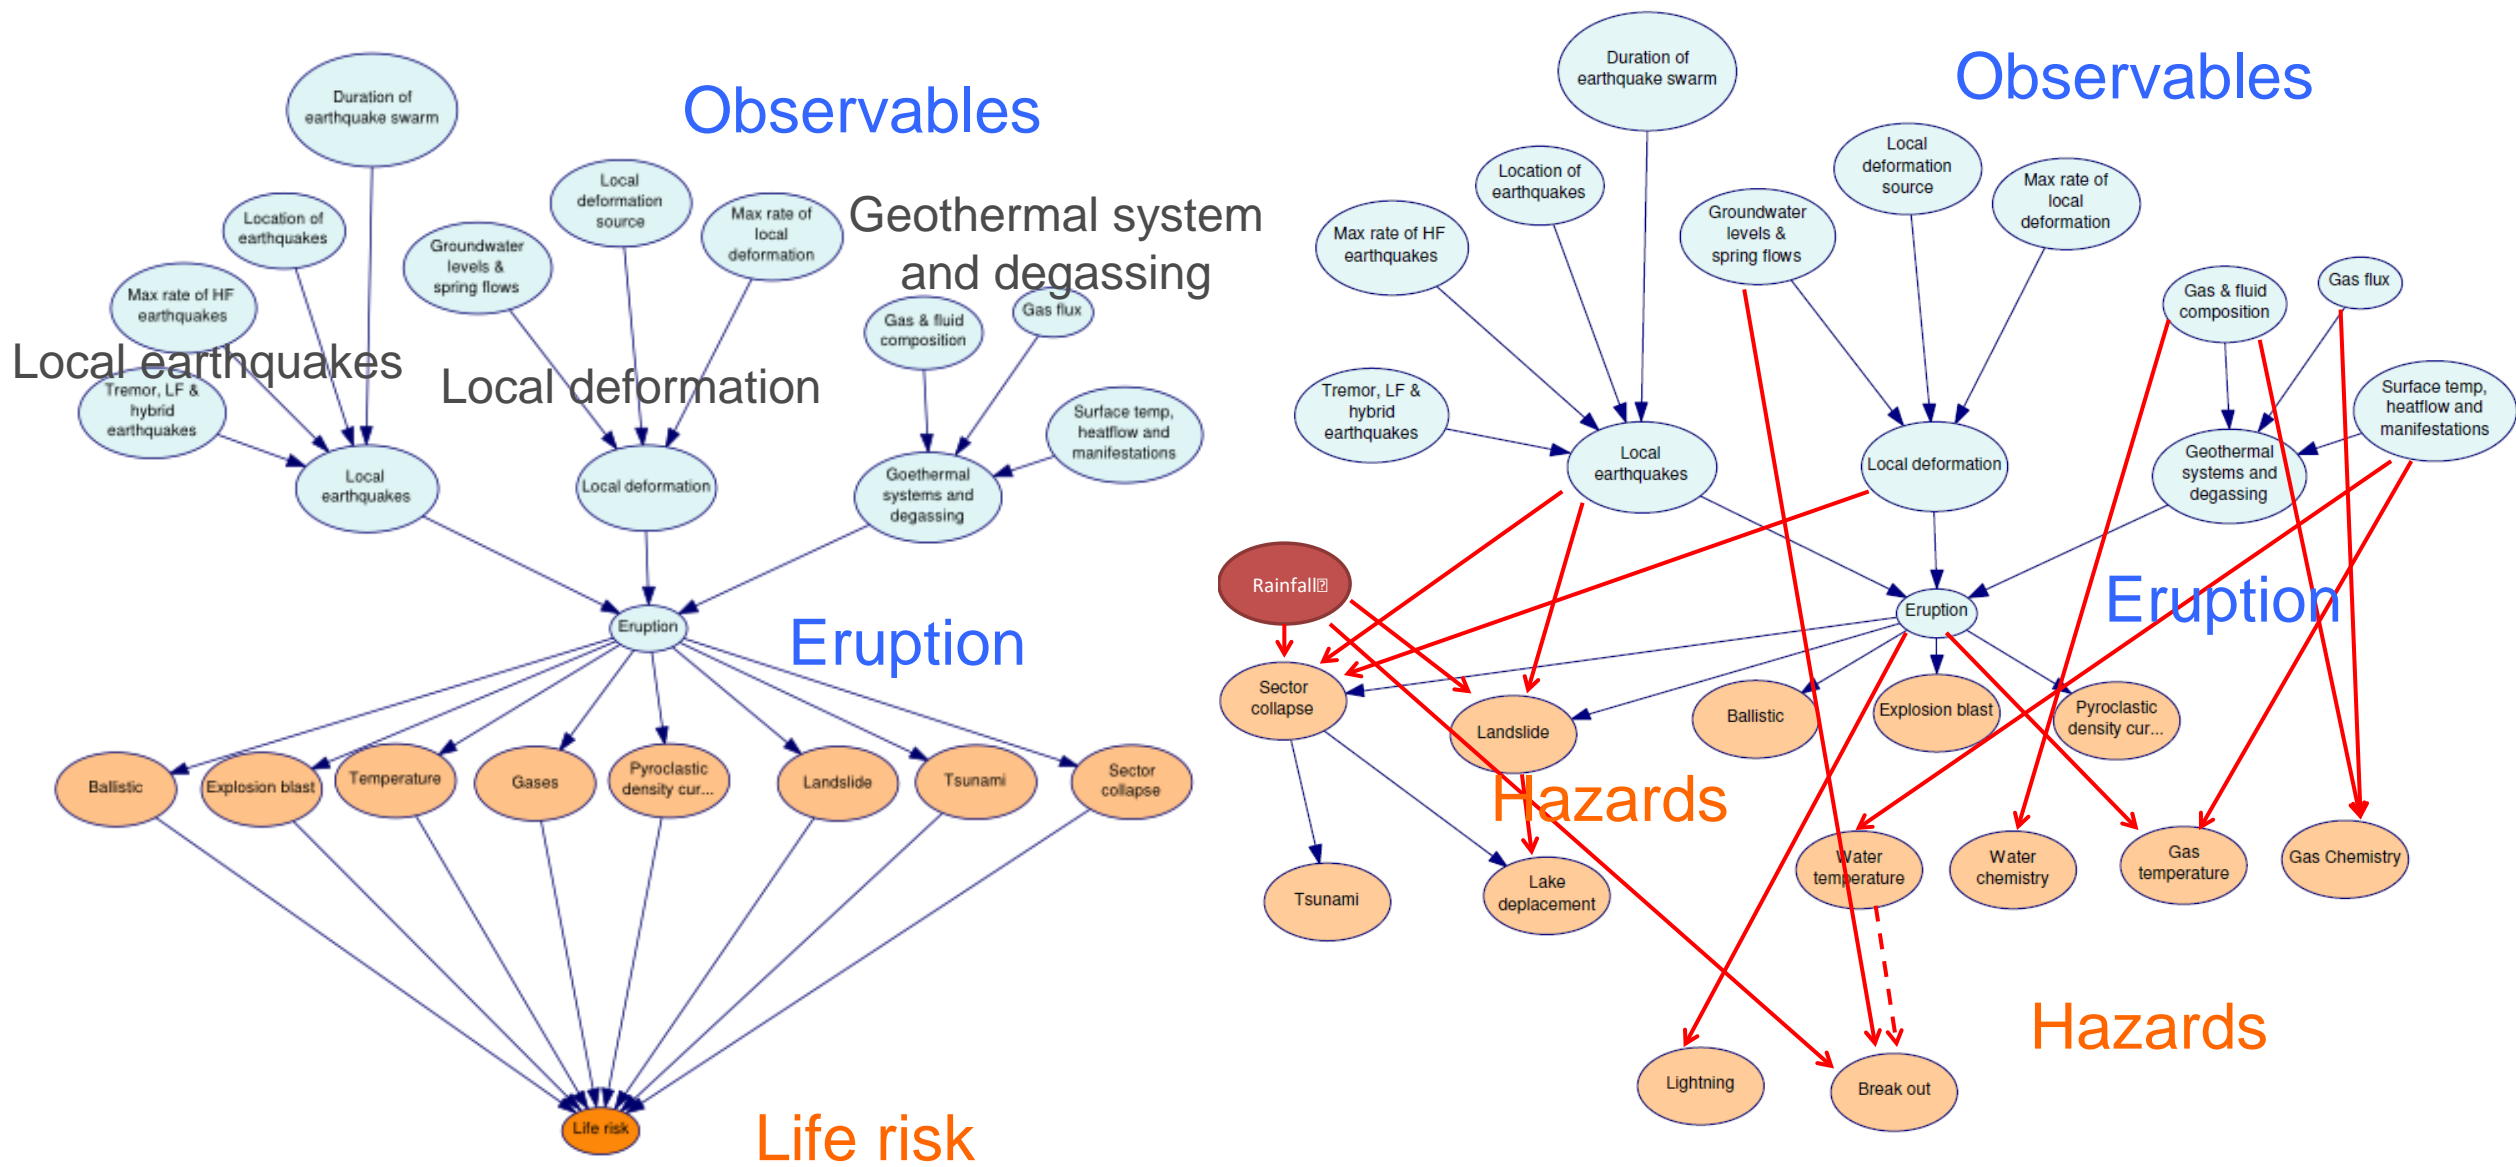 Duration of
earthquake swarm
Observables
Local
deformation
source
Location of
earthquakes
Max rate of
local
deformation
Geothermal system
and degassing
Groundwater
levels &
spring flows
Max rate of HF
earthquakes
Gas & fluid
composition
Gas flux
Local earthquakes
Local deformation
Tremor, LF &
hybrid
earthquakes
Surface temp,
heatflow and
manifestations
Local
earthquakes
Local deformation
Goethermal
systems and
degassing
Eruption
Eruption
Ballistic
Explosion blast
Temperature
Gases
Pyroclastic
density cur...
Landslide
Tsunami
Sector
collapse
Life risk
Life risk
Duration of
earthquake swarm
Observables
Location of
earthquakes
Local
deformation
source
Max rate of
local
deformation
Max rate of HF
earthquakes
Groundwater
levels &
spring flows
Gas & fluid
composition
Gas flux
Tremor, LF &
hybrid
earthquakes
Surface temp,
heatflow and
manifestations
Local
earthquakes
Local deformation
Geothermal
systems and
degassing
Rainfall
Eruption
Eruption
Sector
collapse
Landslide
Ballistic
Explosion blast
Pyroclastic
density cur...
Hazards
Tsunami
Lake
deplacement
Water
temperature
Water
chemistry
Gas
temperature
Gas Chemistry
Hazards
Lightning
Break out